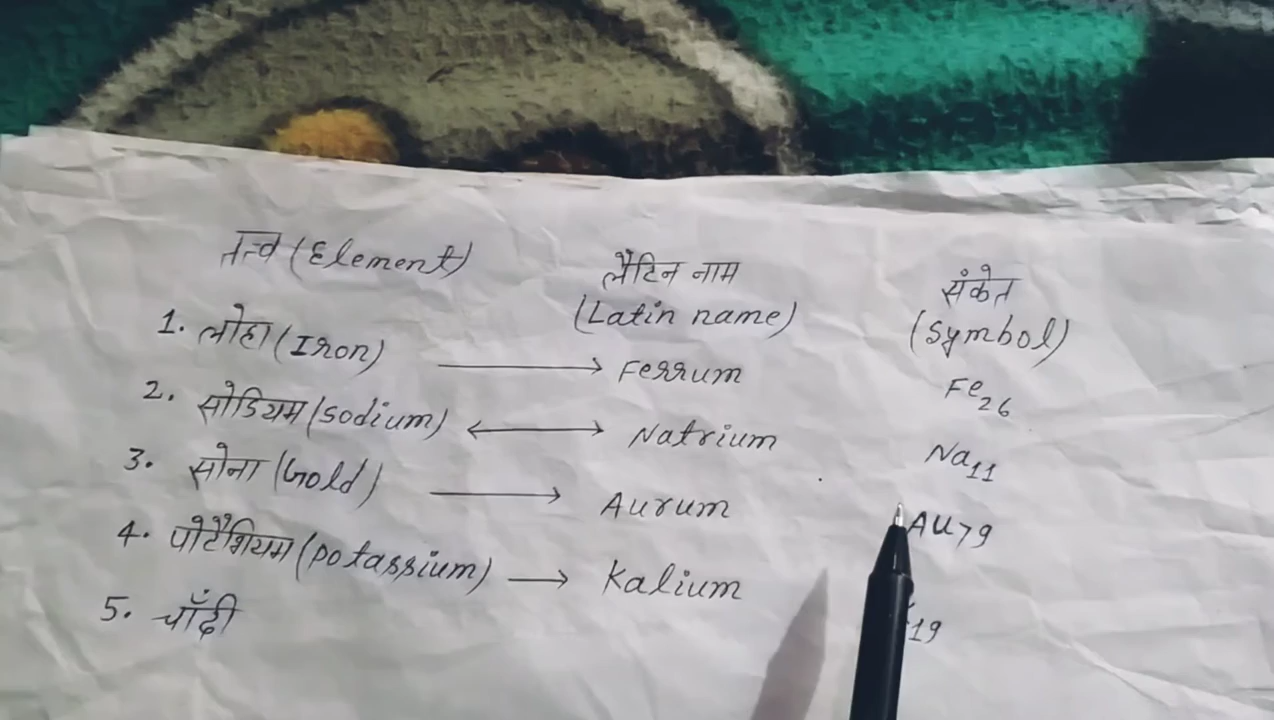 तत्व (Element) लैटिन नाम (Latin name) संकेत (Symbol)
1. लोहा (Iron) → Ferrum Fe26
2. सोडियम (Sodium) ↔ Natrium Na11
3. सोना (Gold) → Aurum Au79
4. पोटैशियम (potassium) → Kalium 19
5. चाँदी